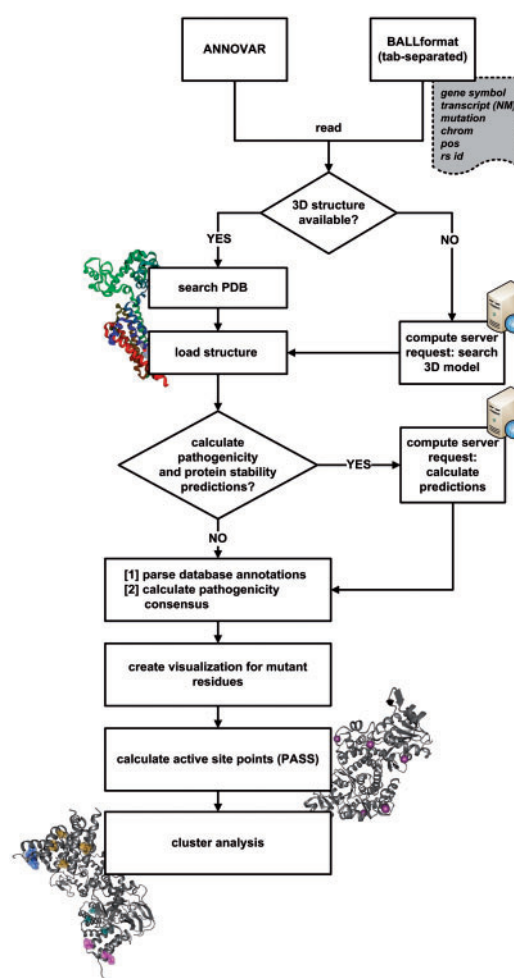 ANNOVAR
BALLformat
(tab-separated)
gene symbol
transcript (NM)
mutation
chrom
pos
rs id
read
3D structure
available?
YES
NO
search PDB
load structure
compute server
request: search
3D model
calculate
pathogenicity
and protein stability
predictions?
YES
compute server
request:
calculate
predictions
NO
[1] parse database annotations
[2] calculate pathogenicity
consensus
create visualization for mutant
residues
calculate active site points (PASS)
cluster analysis